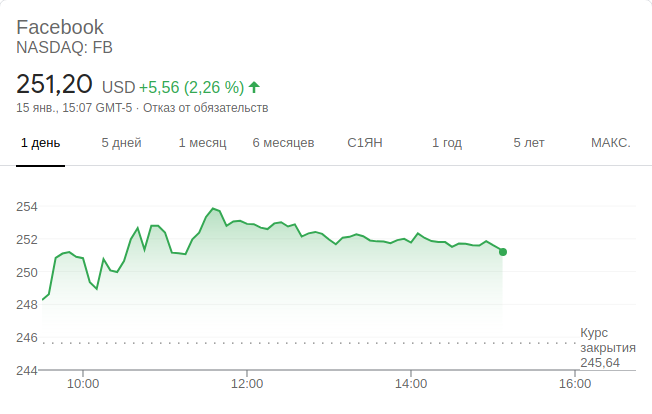 Facebook
NASDAQ: FB
251,20 USD +5,56 (2,26 %)
15 янв., 15:07 GMT-5 · Отказ от обязательств
1 день 5 дней 1 месяц 6 месяцев С1ЯН 1 год 5 лет МАКС.
254
252
250
248
246
Курс
закрытия
245,64
244
10:00 12:00 14:00 16:00